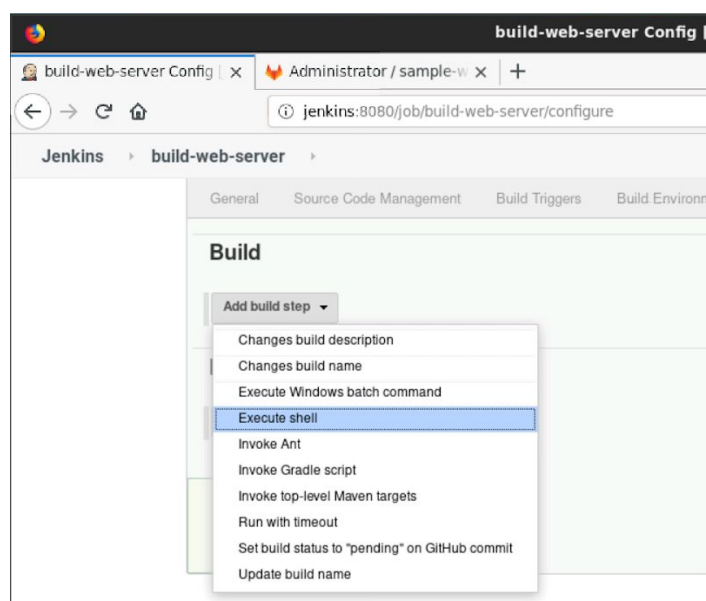 build-web-server Config [
build-web-server Config [ × Administrator / sample-w × +
jenkins:8080/job/build-web-server/configure
Jenkins build-web-server
General Source Code Management Build Triggers Build Environm
Build
Add build step
Changes build description
Changes build name
Execute Windows batch command
Execute shell
Invoke Ant
Invoke Gradle script
Invoke top-level Maven targets
Run with timeout
Set build status to "pending" on GitHub commit
Update build name